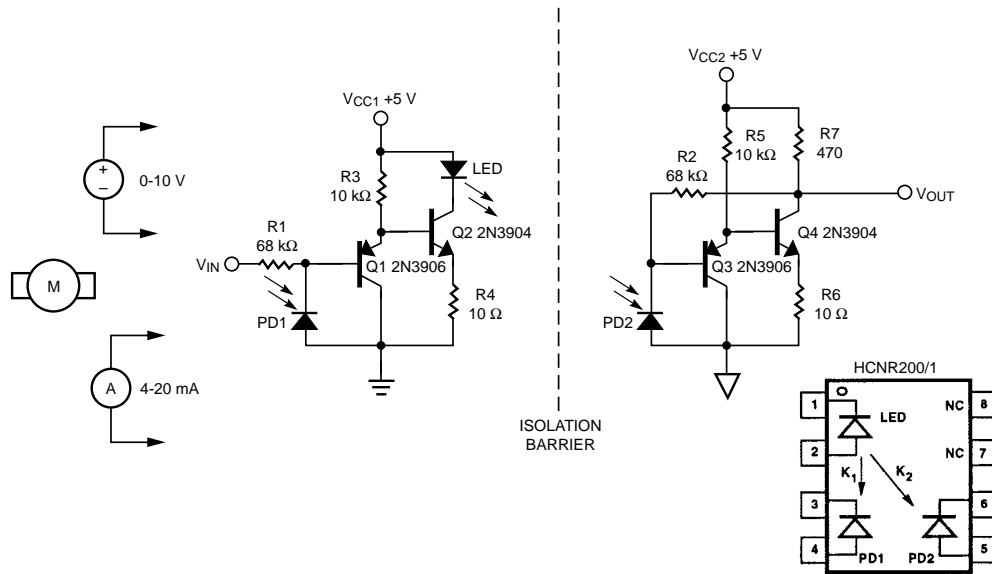 0-10 V
M
A
4-20 mA
VCC1 +5 V
R3
10 kΩ
LED
R1
68 kΩ
VIN
Q1 2N3906
Q2 2N3904
R4
10 Ω
PD1
ISOLATION
BARRIER
VCC2 +5 V
R5
10 kΩ
R7
470
R2
68 kΩ
VOUT
Q4 2N3904
Q3 2N3906
R6
10 Ω
PD2
HCNR200/1
1
2
3
4
LED
K1
K2
PD1
PD2
NC
NC
8
7
6
5